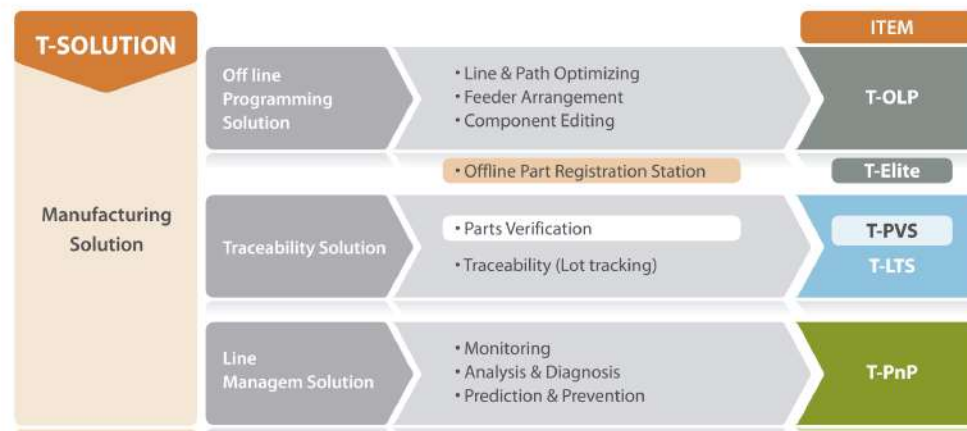 T-SOLUTION
ITEM
Manufacturing
Solution
Off line
Programming
Solution
• Line & Path Optimizing
• Feeder Arrangement
• Component Editing
T-OLP
• Offline Part Registration Station
T-Elite
Traceability Solution
• Parts Verification
• Traceability (Lot tracking)
T-PVS
T-LTS
Line
Managem Solution
• Monitoring
• Analysis & Diagnosis
• Prediction & Prevention
T-PnP